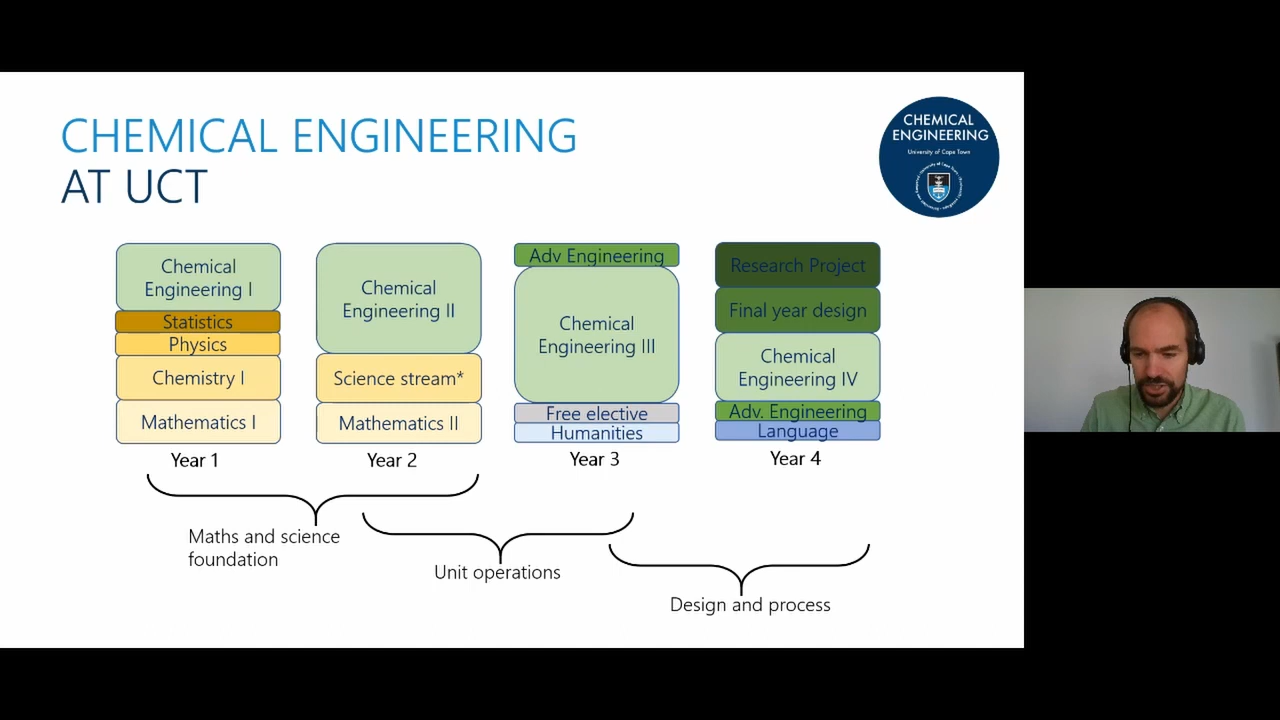 CHEMICAL ENGINEERING
AT UCT
CHEMICAL
ENGINEERING
University of Cape Town
Chemical
Engineering I
Statistics
Physics
Chemistry I
Mathematics I
Year 1
Chemical
Engineering II
Science stream*
Mathematics II
Year 2
Adv Engineering
Chemical
Engineering III
Free elective
Humanities
Year 3
Research Project
Final year design
Chemical
Engineering IV
Adv. Engineering
Language
Year 4
Maths and science
foundation
Unit operations
Design and process